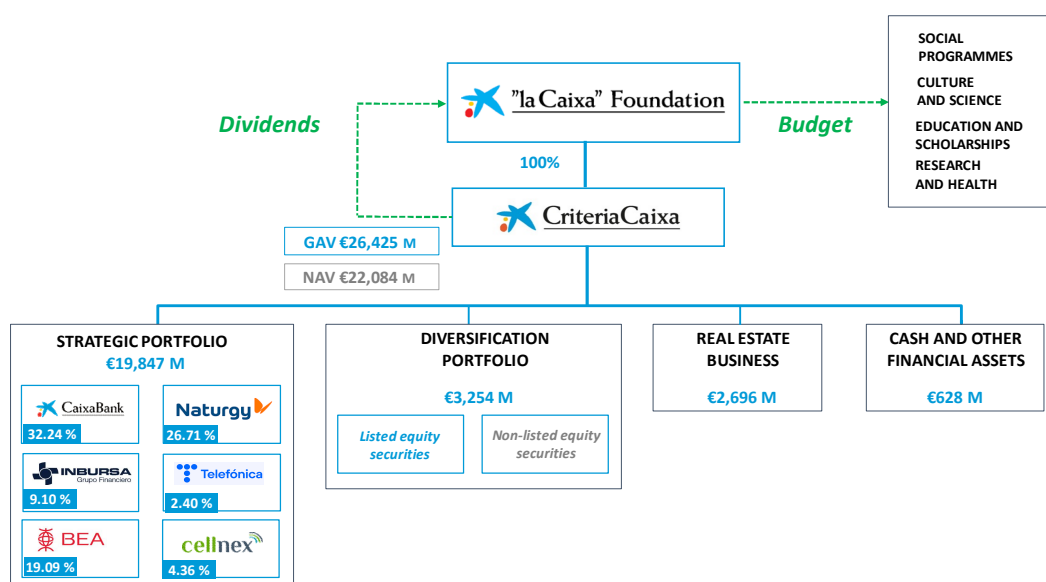 "la Caixa" Foundation
Dividends
Budget
SOCIAL
PROGRAMMES
CULTURE
AND SCIENCE
EDUCATION AND
SCHOLARSHIPS
RESEARCH
AND HEALTH
100%
CriteriaCaixa
GAV €26,425 M
NAV €22,084 M
STRATEGIC PORTFOLIO
€19,847 M
CaixaBank
32.24 %
Naturgy
26.71 %
INBURSA
Grupo Financiero
9.10 %
Telefónica
2.40 %
BEA
19.09 %
cellnex
4.36 %
DIVERSIFICATION
PORTFOLIO
€3,254 M
Listed equity
securities
Non-listed equity
securities
REAL ESTATE
BUSINESS
€2,696 M
CASH AND OTHER
FINANCIAL ASSETS
€628 M